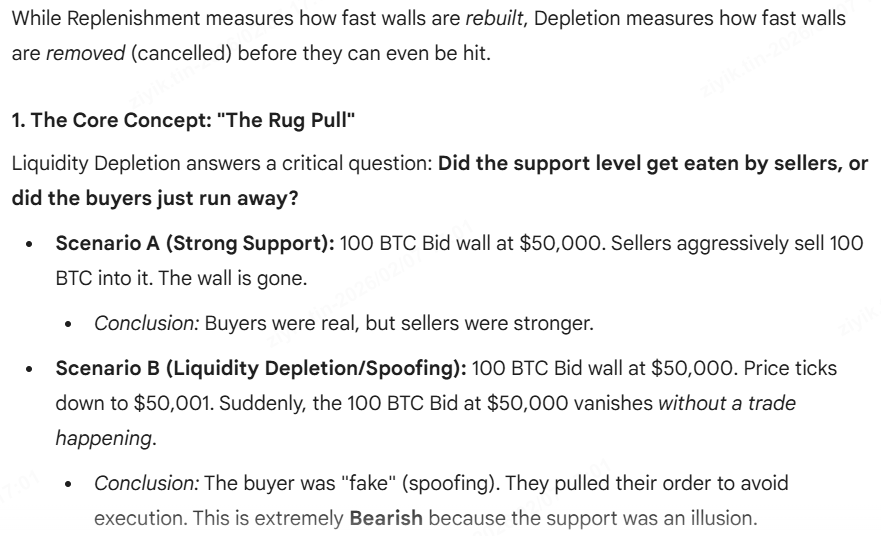 While Replenishment measures how fast walls are rebuilt, Depletion measures how fast walls
are removed (cancelled) before they can even be hit.
1. The Core Concept: "The Rug Pull"
Liquidity Depletion answers a critical question: Did the support level get eaten by sellers, or
did the buyers just run away?
• Scenario A (Strong Support): 100 BTC Bid wall at $50,000. Sellers aggressively sell 100
BTC into it. The wall is gone.
• Conclusion: Buyers were real, but sellers were stronger.
• Scenario B (Liquidity Depletion/Spoofing): 100 BTC Bid wall at $50,000. Price ticks
down to $50,001. Suddenly, the 100 BTC Bid at $50,000 vanishes without a trade
happening.
• Conclusion: The buyer was "fake" (spoofing). They pulled their order to avoid
execution. This is extremely Bearish because the support was an illusion.